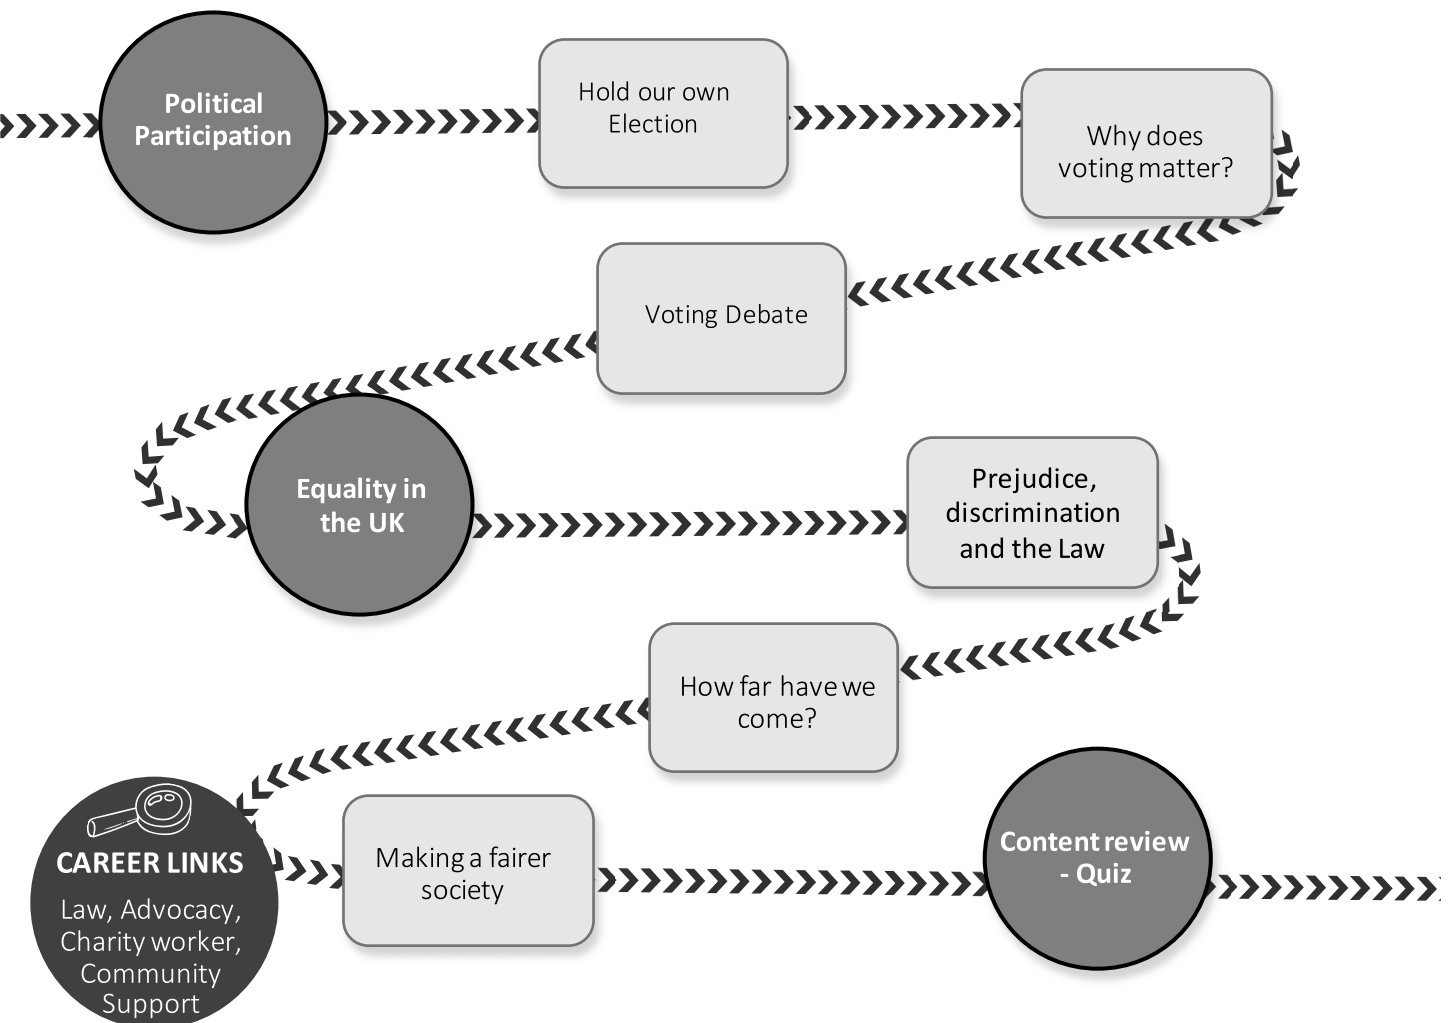 Political
Participation
Hold our own
Election
Why does
voting matter?
Voting Debate
Equality in
the UK
Prejudice,
discrimination
and the Law
How far have we
come?
CAREER LINKS
Law, Advocacy,
Charity worker,
Community
Support
Making a fairer
society
Content review
- Quiz